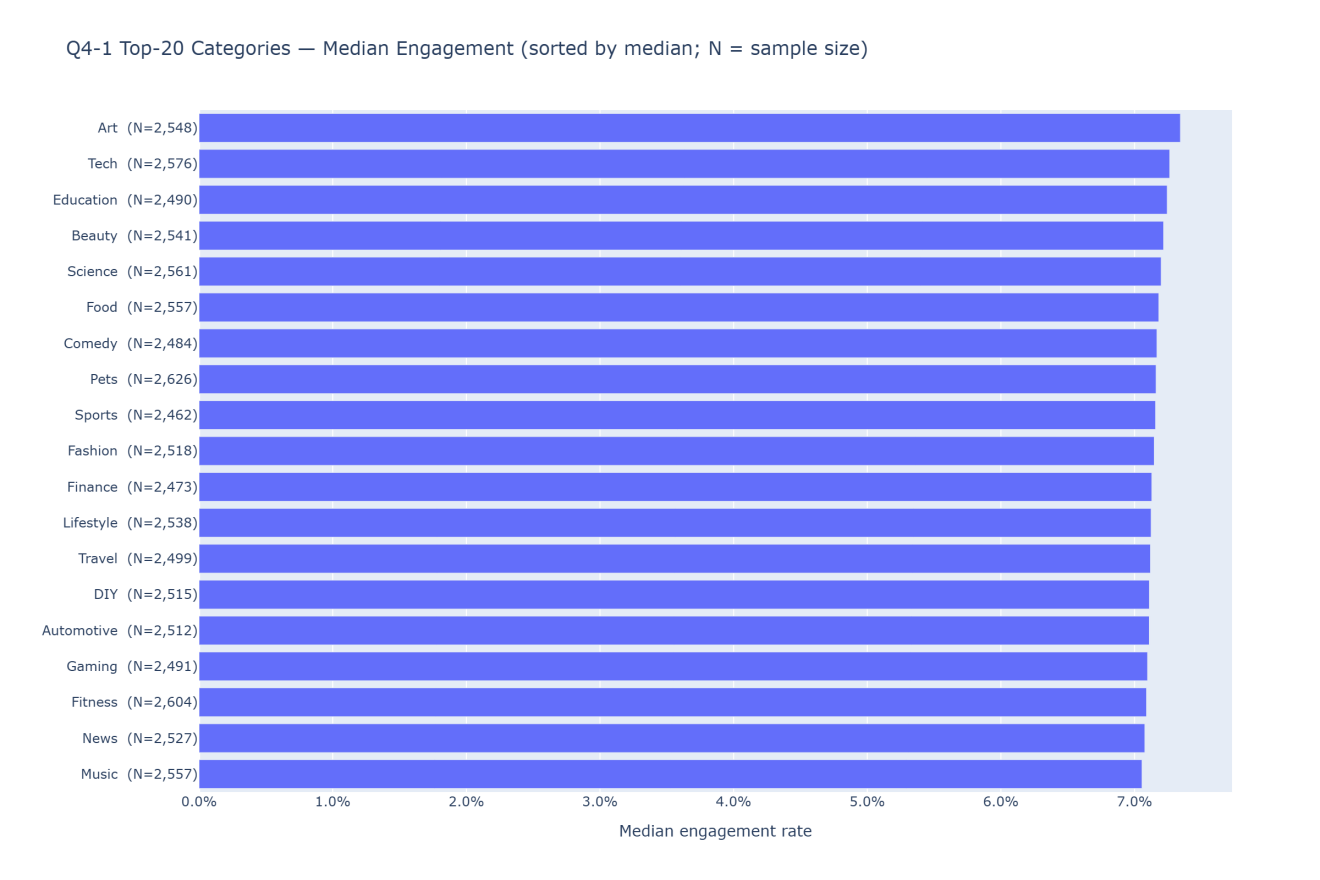 Q4-1 Top-20 Categories — Median Engagement (sorted by median; N = sample size)
Art (N=2,548)
Tech (N=2,576)
Education (N=2,490)
Beauty (N=2,541)
Science (N=2,561)
Food (N=2,557)
Comedy (N=2,484)
Pets (N=2,626)
Sports (N=2,462)
Fashion (N=2,518)
Finance (N=2,473)
Lifestyle (N=2,538)
Travel (N=2,499)
DIY (N=2,515)
Automotive (N=2,512)
Gaming (N=2,491)
Fitness (N=2,604)
News (N=2,527)
Music (N=2,557)
0.0% 1.0% 2.0% 3.0% 4.0% 5.0% 6.0% 7.0%
Median engagement rate